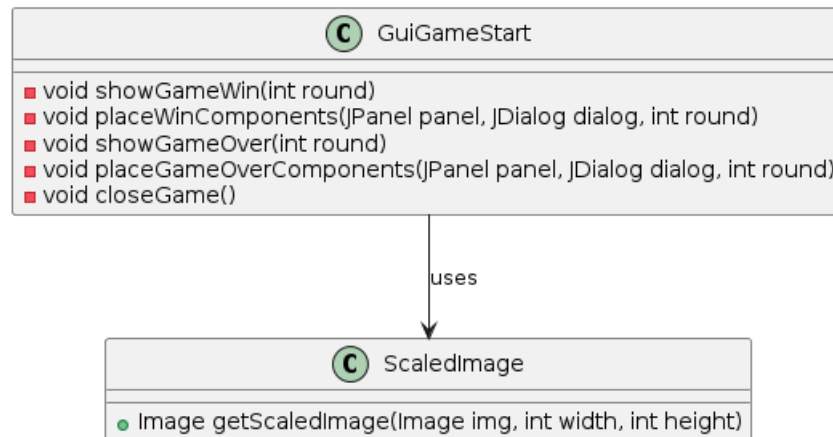 C GuiGameStart
void showGameWin(int round)
void placeWinComponents(JPanel panel, JDialog dialog, int round)
void showGameOver(int round)
void placeGameOverComponents(JPanel panel, JDialog dialog, int round)
void closeGame()
uses
C ScaledImage
Image getScaledImage(Image img, int width, int height)